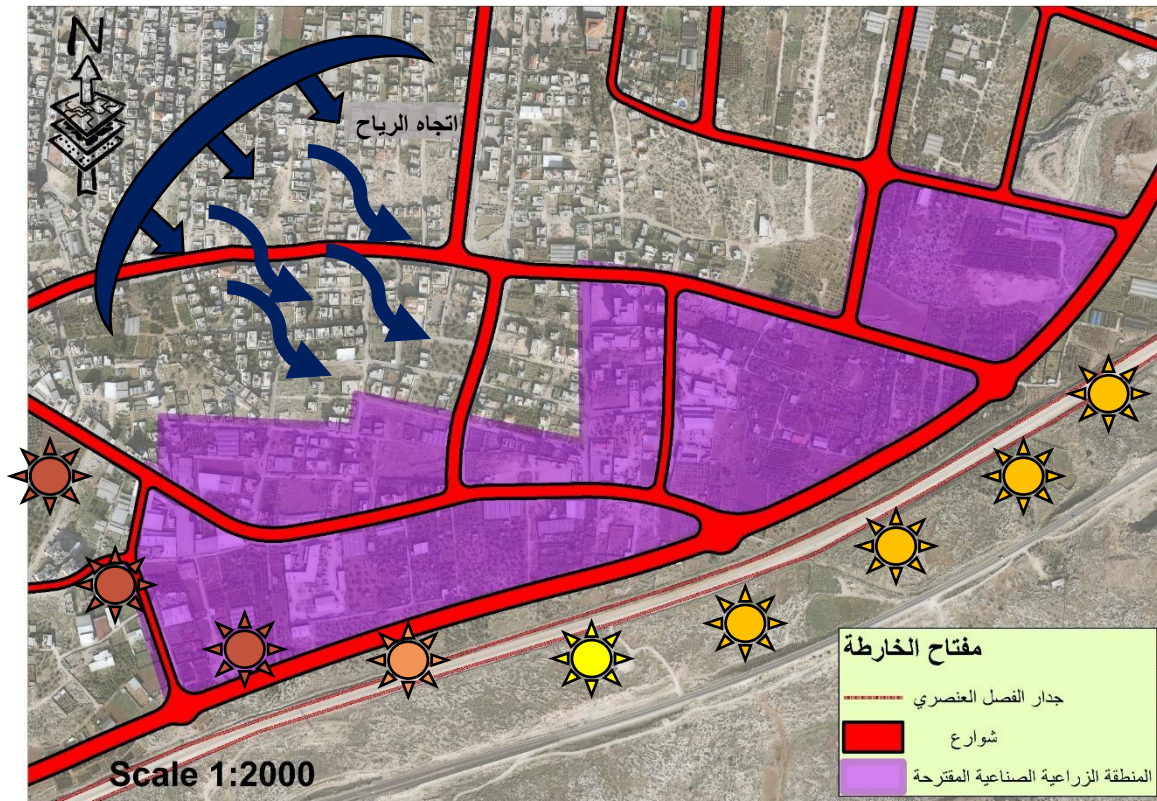 N
اتجاه الرياح
مفتاح الخارطة
جدار الفصل العنصري
شوارع
المنطقة الزراعية الصناعية المقترحة
Scale 1:2000